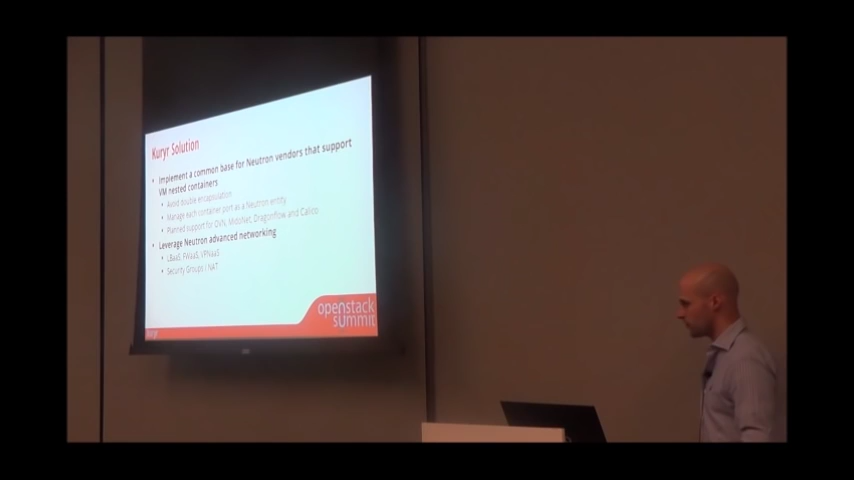 Kuryr Solution
• Implement a common base for Neutron vendors that support
VM nested containers
• Avoid double encapsulation
• Manage each container port as a Neutron entity
• Planned support for OVN, MidoNet, Dragonflow and Calico
• Leverage Neutron advanced networking
• LBaaS, FWaaS, VPNaaS
• Security Groups / NAT
openstack
summit